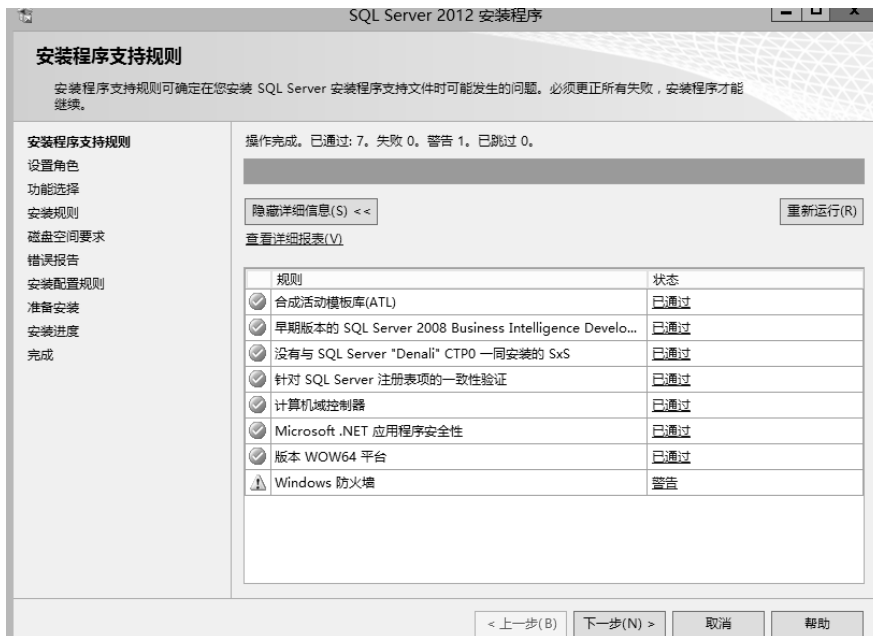 SQL Server 2012 安装程序
安装程序支持规则
安装程序支持规则可确定在您安装 SQL Server 安装程序支持文件时可能发生的问题。必须更正所有失败，安装程序才能
继续。
安装程序支持规则
设置角色
功能选择
安装规则
磁盘空间要求
错误报告
安装配置规则
准备安装
安装进度
完成
操作完成。已通过: 7。失败 0。警告 1。已跳过 0。
隐藏详细信息(S) <<
重新运行(R)
查看详细报表(V)
规则 状态
合成活动模板库(ATL) 已通过
早期版本的 SQL Server 2008 Business Intelligence Develo... 已通过
没有与 SQL Server "Denali" CTP0 一同安装的 SxS 已通过
针对 SQL Server 注册表项的一致性验证 已通过
计算机域控制器 已通过
Microsoft .NET 应用程序安全性 已通过
版本 WOW64 平台 已通过
Windows 防火墙 警告
< 上一步(B) 下一步(N) > 取消 帮助